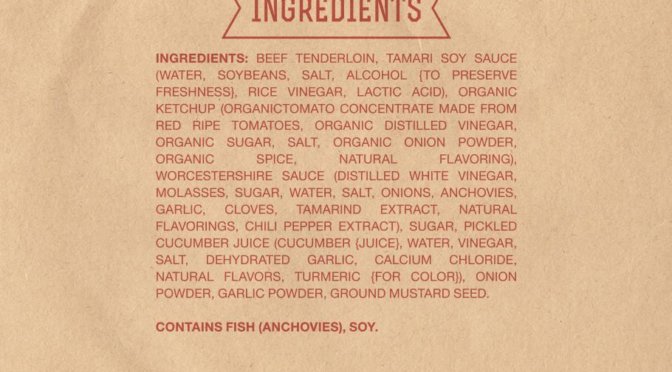 INGREDIENTS
INGREDIENTS: BEEF TENDERLOIN, TAMARI SOY SAUCE
(WATER, SOYBEANS, SALT, ALCOHOL {TO PRESERVE
FRESHNESS}, RICE VINEGAR, LACTIC ACID), ORGANIC
KETCHUP (ORGANICTOMATO CONCENTRATE MADE FROM
RED RIPE TOMATOES, ORGANIC DISTILLED VINEGAR,
ORGANIC SUGAR, SALT, ORGANIC ONION POWDER,
ORGANIC SPICE, NATURAL FLAVORING),
WORCESTERSHIRE SAUCE (DISTILLED WHITE VINEGAR,
MOLASSES, SUGAR, WATER, SALT, ONIONS, ANCHOVIES,
GARLIC, CLOVES, TAMARIND EXTRACT, NATURAL
FLAVORINGS, CHILI PEPPER EXTRACT), SUGAR, PICKLED
CUCUMBER JUICE (CUCUMBER {JUICE}, WATER, VINEGAR,
SALT, DEHYDRATED GARLIC, CALCIUM CHLORIDE,
NATURAL FLAVORS, TURMERIC {FOR COLOR}), ONION
POWDER, GARLIC POWDER, GROUND MUSTARD SEED.
CONTAINS FISH (ANCHOVIES), SOY.